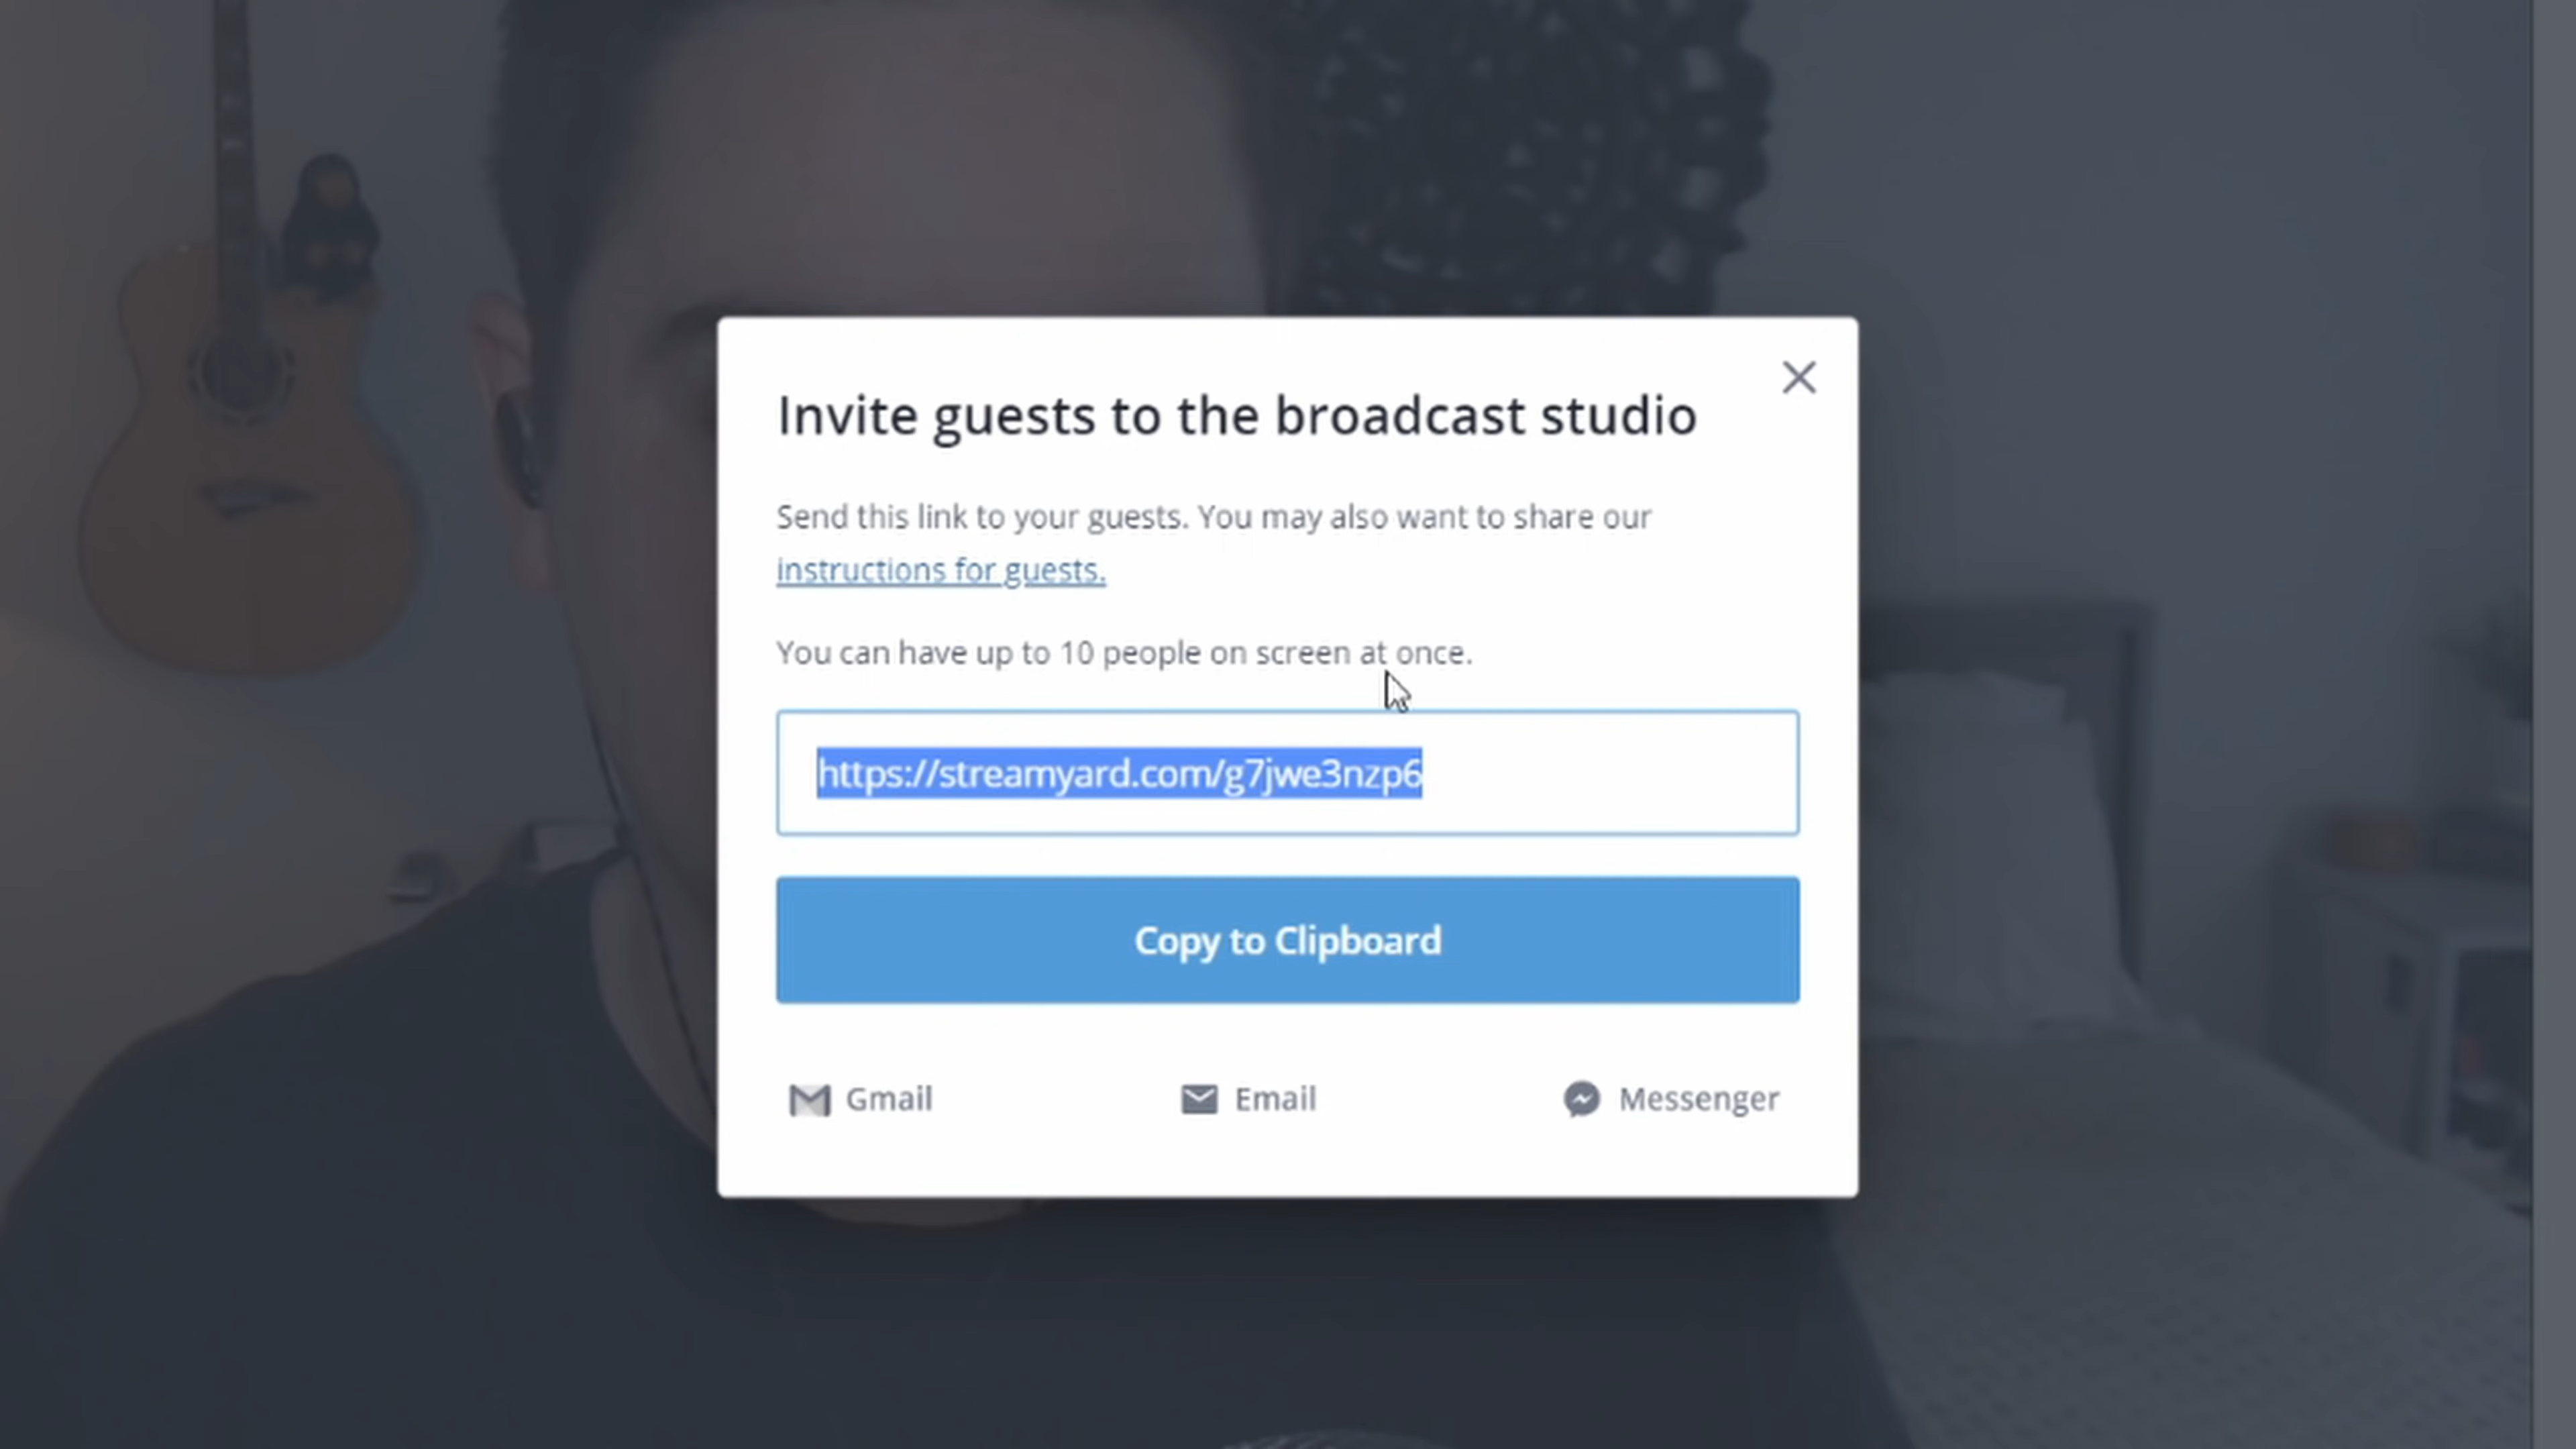 Invite guests to the broadcast studio
Send this link to your guests. You may also want to share our
instructions for guests.
You can have up to 10 people on screen at once.
https://streamyard.com/g7jwe3nzp6
Copy to Clipboard
Gmail
Email
Messenger